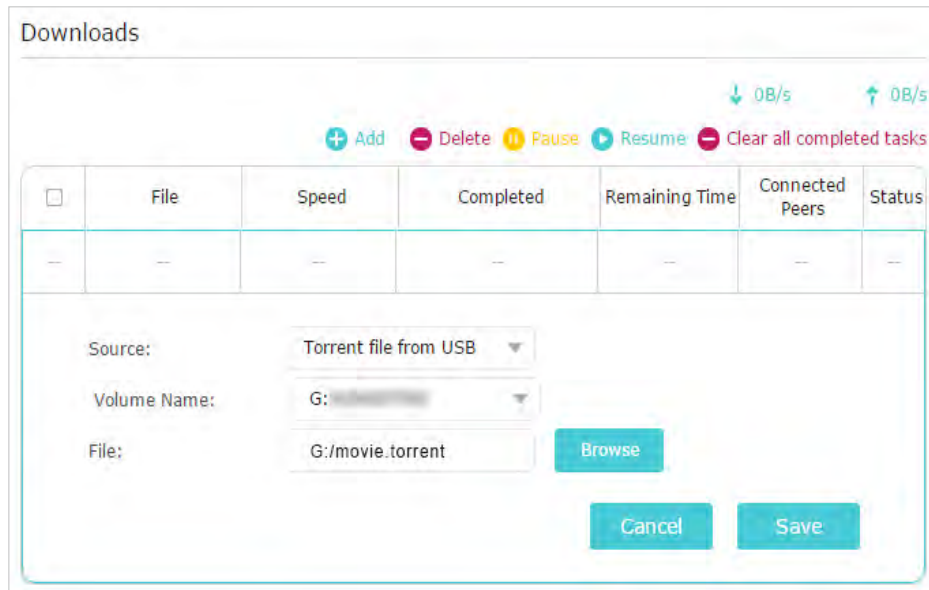 Downloads
0B/s 0B/s
Add Delete Pause Resume Clear all completed tasks
File Speed Completed Remaining Time Connected Peers Status
-- -- -- -- -- -- --
Source: Torrent file from USB
Volume Name: G:
File: G:/movie.torrent Browse
Cancel Save